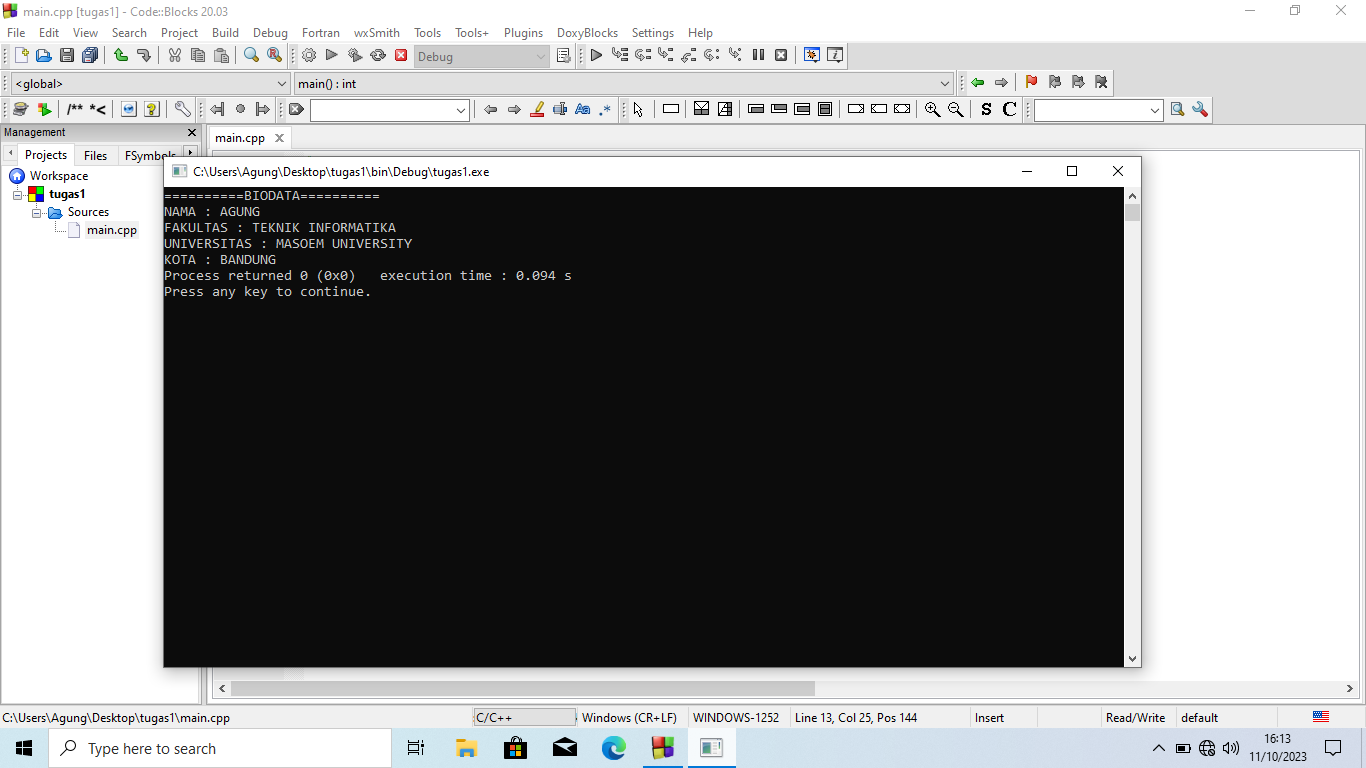 main.cpp [tugas1] - Code::Blocks 20.03
File Edit View Search Project Build Debug Fortran wxSmith Tools Tools+ Plugins DoxyBlocks Settings Help
Debug
<global> main() : int
/** *< Aa .* S C
Management
main.cpp
Projects Files FSymbols
C:\Users\Agung\Desktop\tugas1\bin\Debug\tugas1.exe
Workspace
tugas1
Sources
main.cpp
==========BIODATA==========
NAMA : AGUNG
FAKULTAS : TEKNIK INFORMATIKA
UNIVERSITAS : MASOEM UNIVERSITY
KOTA : BANDUNG
Process returned 0 (0x0)   execution time : 0.094 s
Press any key to continue.
C:\Users\Agung\Desktop\tugas1\main.cpp C/C++ Windows (CR+LF) WINDOWS-1252 Line 13, Col 25, Pos 144 Insert Read/Write default
Type here to search
16:13
11/10/2023